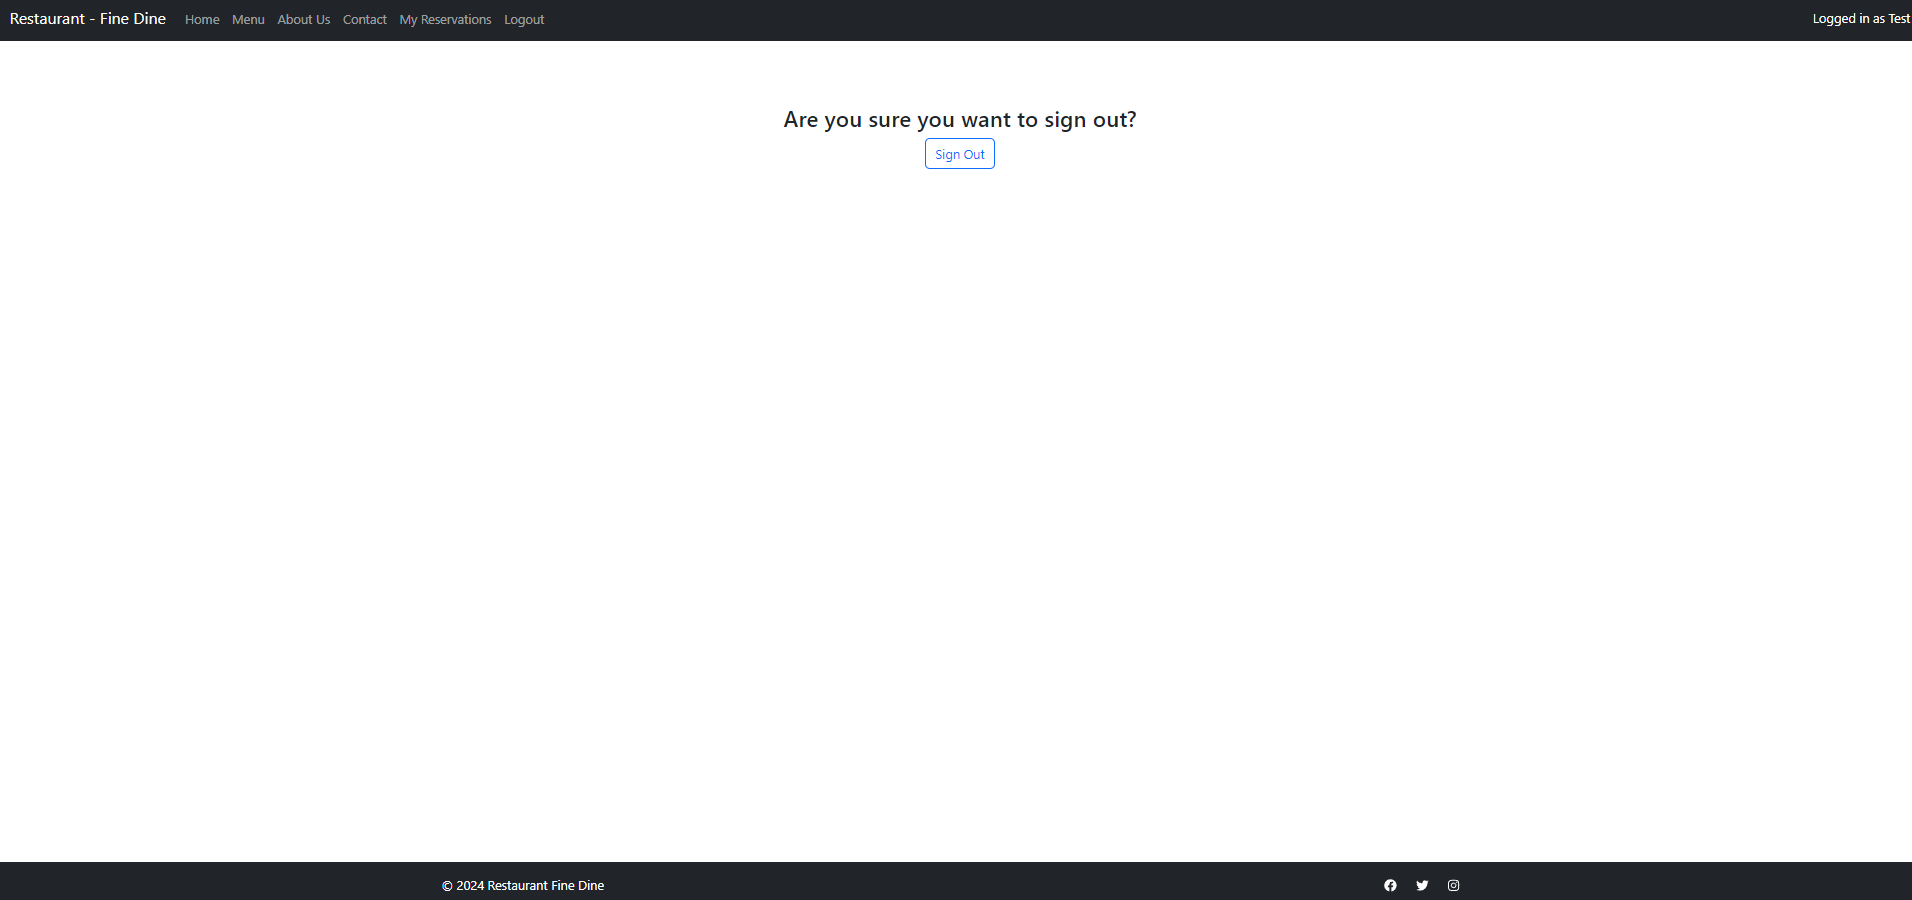 Restaurant - Fine Dine Home Menu About Us Contact My Reservations Logout Logged in as Test
Are you sure you want to sign out?
Sign Out
© 2024 Restaurant Fine Dine